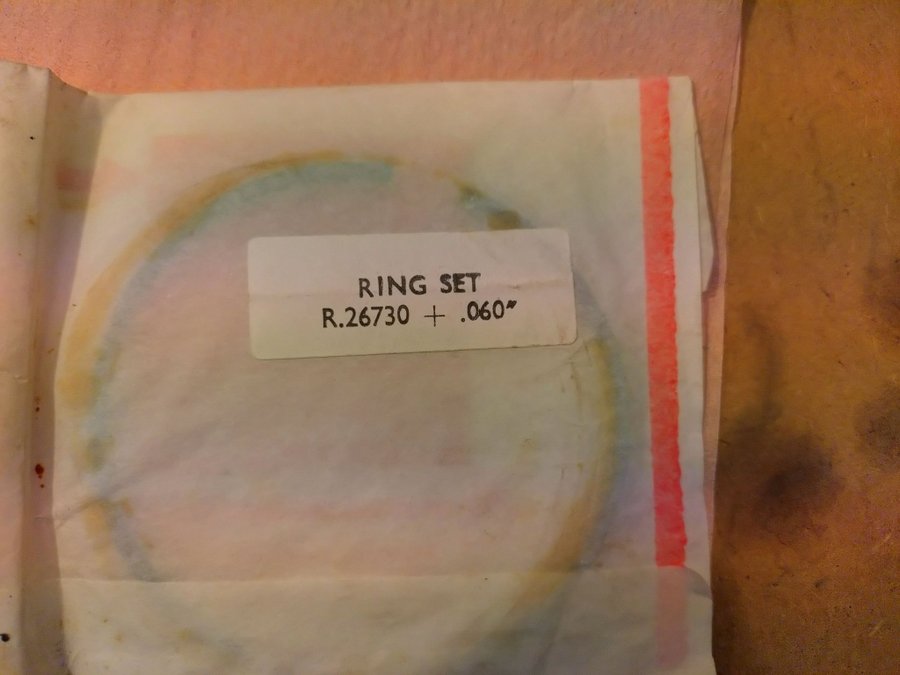 RING SET
R.26730 + .060"